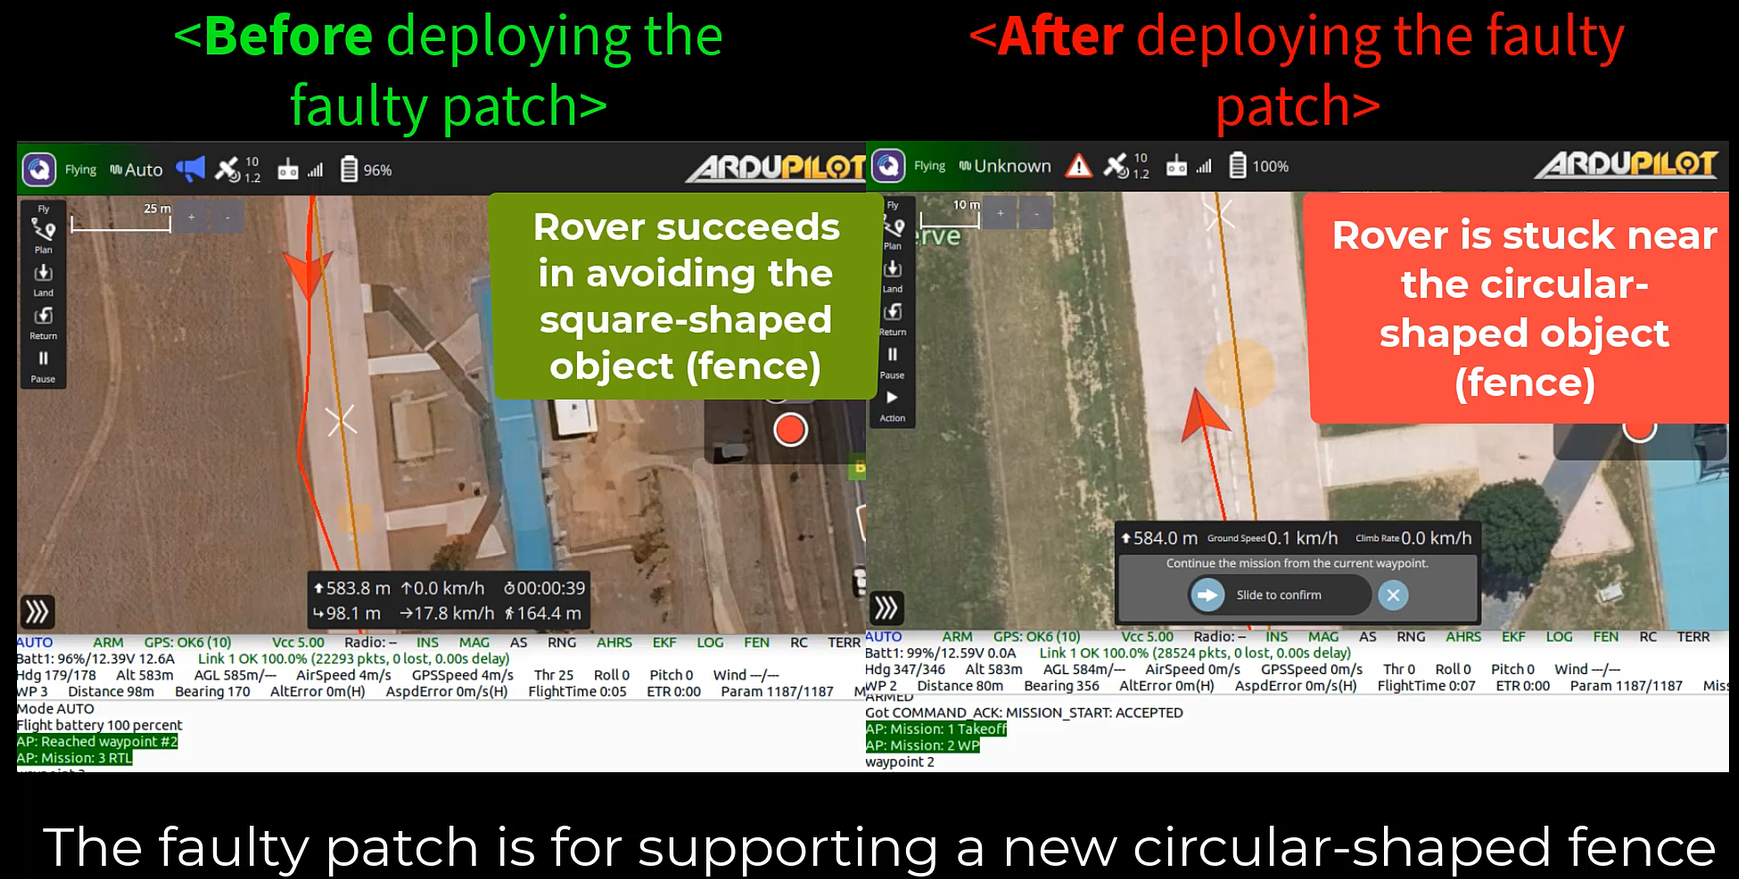 <Before deploying the
faulty patch>
<After deploying the faulty
patch>
Flying Auto 10 1.2 96% ARDUPILOT
25 m + -
Fly
Plan
Land
Return
Pause
Rover succeeds
in avoiding the
square-shaped
object (fence)
583.8 m 0.0 km/h 00:00:39
98.1 m 17.8 km/h 164.4 m
AUTO ARM GPS: OK6 (10) Vcc 5.00 Radio: -- INS MAG AS RNG AHRS EKF LOG FEN RC TERR
Batt1: 96%/12.39V 12.6A Link 1 OK 100.0% (22293 pkts, 0 lost, 0.00s delay)
Hdg 179/178 Alt 583m AGL 585m/--- AirSpeed 4m/s GPSSpeed 4m/s Thr 25 Roll 0 Pitch 0 Wind ---/---
WP 3 Distance 98m Bearing 170 AltError 0m(H) AspdError 0m/s(H) FlightTime 0:05 ETR 0:00 Param 1187/1187 M
Mode AUTO
Flight battery 100 percent
AP: Reached waypoint #2
AP: Mission: 3 RTL
Flying Unknown 10 1.2 100% ARDUPILOT
10 m + -
erve
Fly
Plan
Land
Return
Pause
Action
Rover is stuck near
the circular-
shaped object
(fence)
584.0 m Ground Speed 0.1 km/h Climb Rate 0.0 km/h
Continue the mission from the current waypoint.
Slide to confirm
AUTO ARM GPS: OK6 (10) Vcc 5.00 Radio: -- INS MAG AS RNG AHRS EKF LOG FEN RC TERR
Batt1: 99%/12.59V 0.0A Link 1 OK 100.0% (28524 pkts, 0 lost, 0.00s delay)
Hdg 347/346 Alt 583m AGL 584m/--- AirSpeed 0m/s GPSSpeed 0m/s Thr 0 Roll 0 Pitch 0 Wind ---/---
WP 2 Distance 80m Bearing 356 AltError 0m(H) AspdError 0m/s(H) FlightTime 0:07 ETR 0:00 Param 1187/1187 Miss
ARMED
Got COMMAND_ACK: MISSION_START: ACCEPTED
AP: Mission: 1 Takeoff
AP: Mission: 2 WP
waypoint 2
The faulty patch is for supporting a new circular-shaped fence